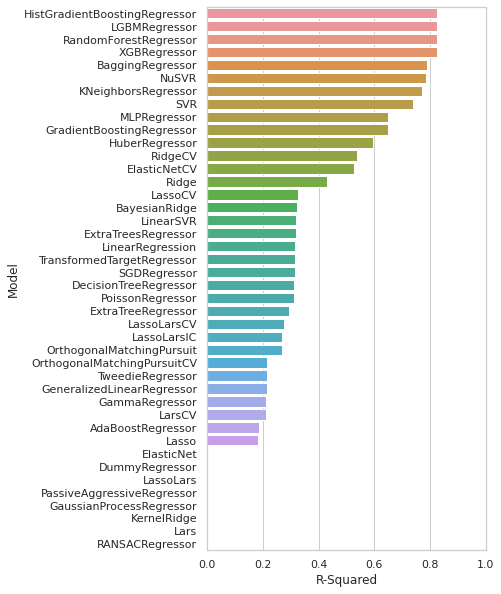 HistGradientBoostingRegressor
LGBMRegressor
RandomForestRegressor
XGBRegressor
BaggingRegressor
NuSVR
KNeighborsRegressor
SVR
MLPRegressor
GradientBoostingRegressor
HuberRegressor
RidgeCV
ElasticNetCV
Ridge
LassoCV
BayesianRidge
LinearSVR
ExtraTreesRegressor
LinearRegression
TransformedTargetRegressor
SGDRegressor
DecisionTreeRegressor
PoissonRegressor
ExtraTreeRegressor
LassoLarsCV
LassoLarsIC
OrthogonalMatchingPursuit
OrthogonalMatchingPursuitCV
TweedieRegressor
GeneralizedLinearRegressor
GammaRegressor
LarsCV
AdaBoostRegressor
Lasso
ElasticNet
DummyRegressor
LassoLars
PassiveAggressiveRegressor
GaussianProcessRegressor
KernelRidge
Lars
RANSACRegressor
Model
0.0 0.2 0.4 0.6 0.8 1.0
R-Squared